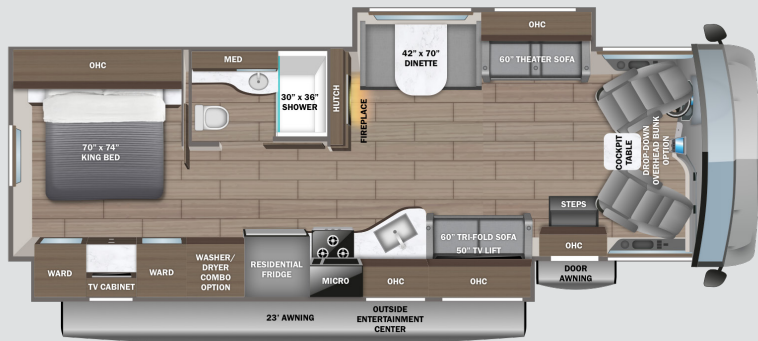 OHC
70" x 74"
KING BED
MED
30" x 36"
SHOWER
HUTCH
FIREPLACE
42" x 70"
DINETTE
OHC
60" THEATER SOFA
COCKPIT
TABLE
DROP-DOWN
OVERHEAD BUNK
OPTION
STEPS
OHC
DOOR
AWNING
WARD
TV CABINET
WARD
WASHER/
DRYER
COMBO
OPTION
RESIDENTIAL
FRIDGE
MICRO
60" TRI-FOLD SOFA
50" TV LIFT
OHC
OHC
23' AWNING
OUTSIDE
ENTERTAINMENT
CENTER